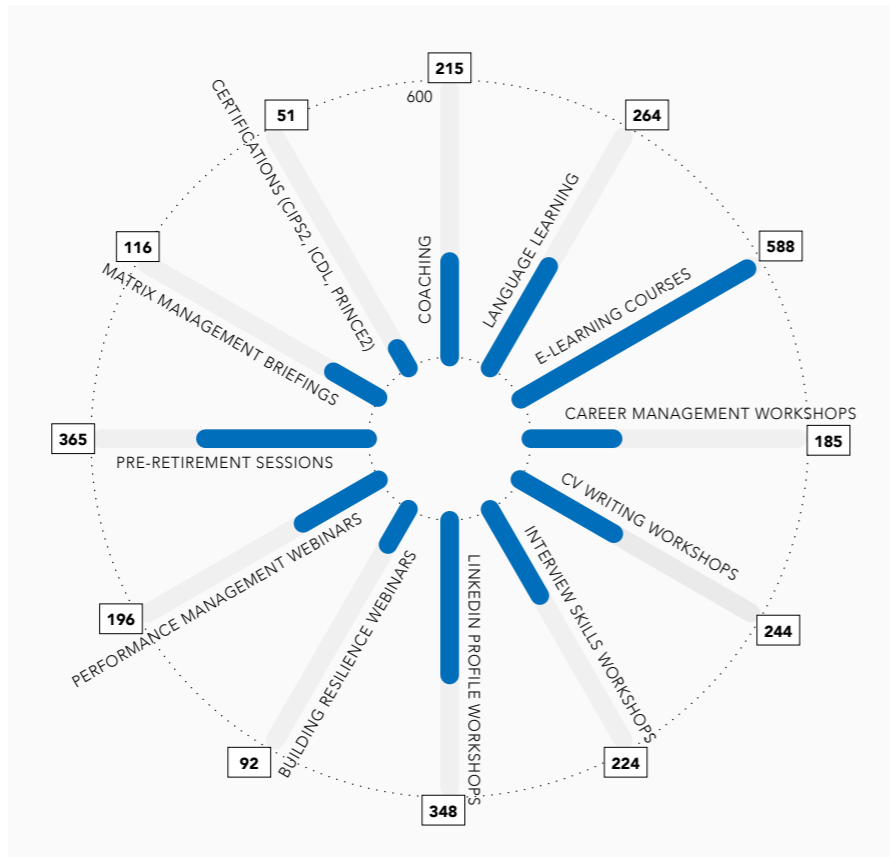 215
600
COACHING
264
LANGUAGE LEARNING
588
E-LEARNING COURSES
CAREER MANAGEMENT WORKSHOPS
185
CV WRITING WORKSHOPS
244
INTERVIEW SKILLS WORKSHOPS
224
LINKEDIN PROFILE WORKSHOPS
348
BUILDING RESILIENCE WEBINARS
92
PERFORMANCE MANAGEMENT WEBINARS
196
PRE-RETIREMENT SESSIONS
365
MATRIX MANAGEMENT BRIEFINGS
116
CERTIFICATIONS (CIPS2, ICDL, PRINCE2)
51